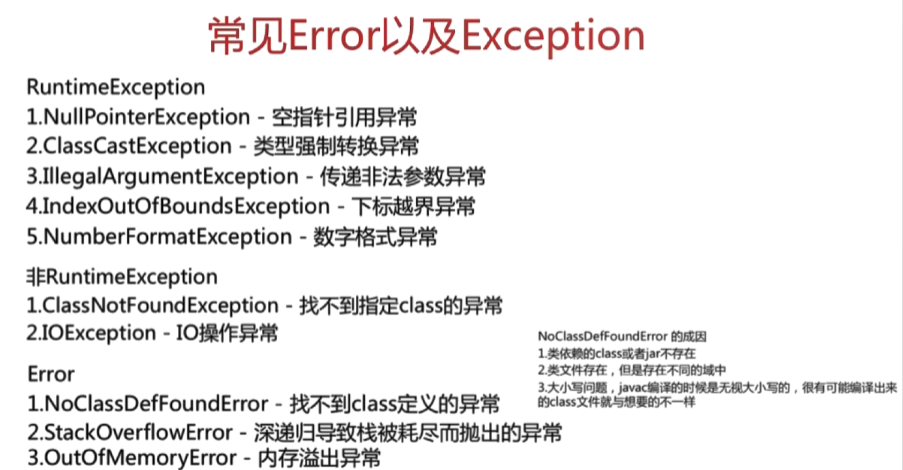 常见Error以及Exception
RuntimeException
1.NullPointerException - 空指针引用异常
2.ClassCastException - 类型强制转换异常
3.IllegalArgumentException - 传递非法参数异常
4.IndexOutOfBoundsException - 下标越界异常
5.NumberFormatException - 数字格式异常
非RuntimeException
1.ClassNotFoundException - 找不到指定class的异常
2.IOException - IO操作异常
Error
1.NoClassDefFoundError - 找不到class定义的异常
2.StackOverflowError - 深递归导致栈被耗尽而抛出的异常
3.OutOfMemoryError - 内存溢出异常
NoClassDefFoundError 的成因
1.类依赖的class或者jar不存在
2.类文件存在，但是存在不同的域中
3.大小写问题，javac编译的时候是无视大小写的，很有可能编译出来
的class文件就与想要的不一样